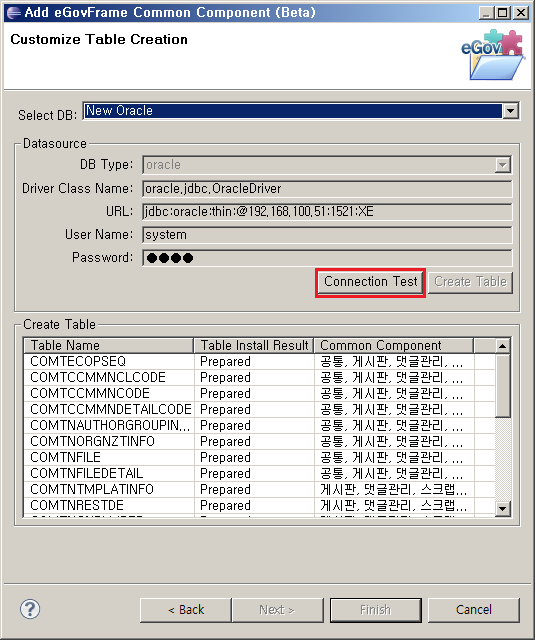 Add eGovFrame Common Component (Beta)
Customize Table Creation
eGov
Select DB: New Oracle
Datasource
DB Type: oracle
Driver Class Name: oracle.jdbc.OracleDriver
URL: jdbc:oracle:thin:@192.168.100.51:1521:XE
User Name: system
Password: ●●●●
Connection Test Create Table
Create Table
Table Name Table Install Result Common Component
COMTECOPSEQ Prepared 공통, 게시판, 댓글관리, ...
COMTCCMMNCLCODE Prepared 공통, 게시판, 댓글관리, ...
COMTCCMMNCODE Prepared 공통, 게시판, 댓글관리, ...
COMTCCMMNDETAILCODE Prepared 공통, 게시판, 댓글관리, ...
COMTNAUTHORGROUPIN... Prepared 공통, 게시판, 댓글관리, ...
COMTNORGNZTINFO Prepared 공통, 게시판, 댓글관리, ...
COMTNFILE Prepared 공통, 게시판, 댓글관리, ...
COMTNFILEDETAIL Prepared 공통, 게시판, 댓글관리, ...
COMTNTMPLATINFO Prepared 게시판, 댓글관리, 스크랩...
COMTNRESTDE Prepared 게시판, 댓글관리, 스크랩...
? < Back Next > Finish Cancel